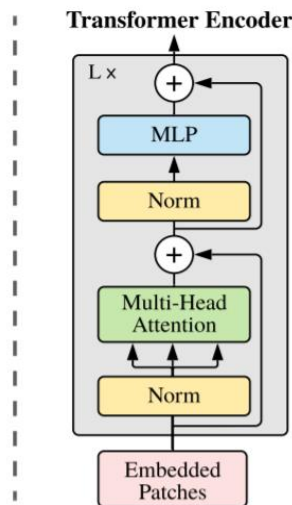 Transformer Encoder
L ×
+
MLP
Norm
+
Multi-Head
Attention
Norm
Embedded
Patches